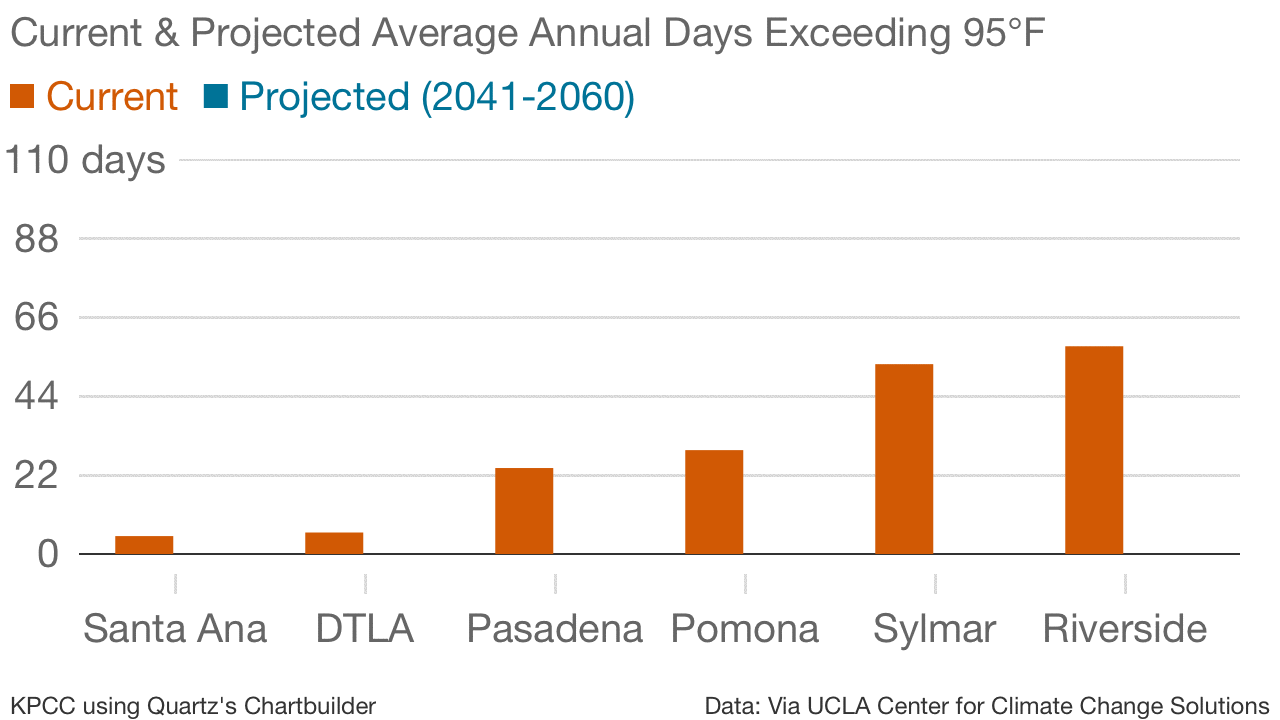 Current & Projected Average Annual Days Exceeding 95°F
Current Projected (2041-2060)
110 days
88
66
44
22
0
Santa Ana DTLA Pasadena Pomona Sylmar Riverside
KPCC using Quartz's Chartbuilder Data: Via UCLA Center for Climate Change Solutions